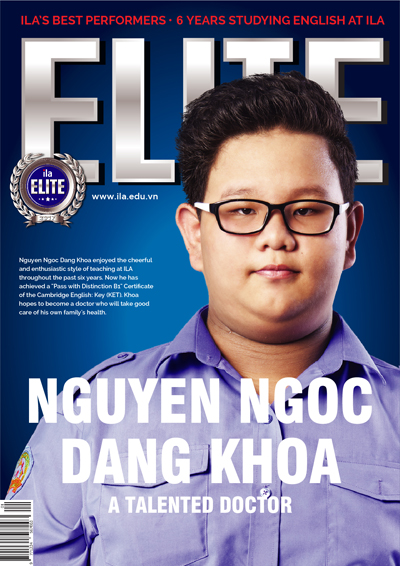 ILA'S BEST PERFORMERS • 6 YEARS STUDYING ENGLISH AT ILA
ELITE
ila
ELITE
www.ila.edu.vn
Nguyen Ngoc Dang Khoa enjoyed the cheerful
and enthusiastic style of teaching at ILA
throughout the past six years. Now he has
achieved a "Pass with Distinction B1" Certificate
of the Cambridge English: Key (KET). Khoa
hopes to become a doctor who will take good
care of his own family's health.
NGUYEN NGOC
DANG KHOA
A TALENTED DOCTOR